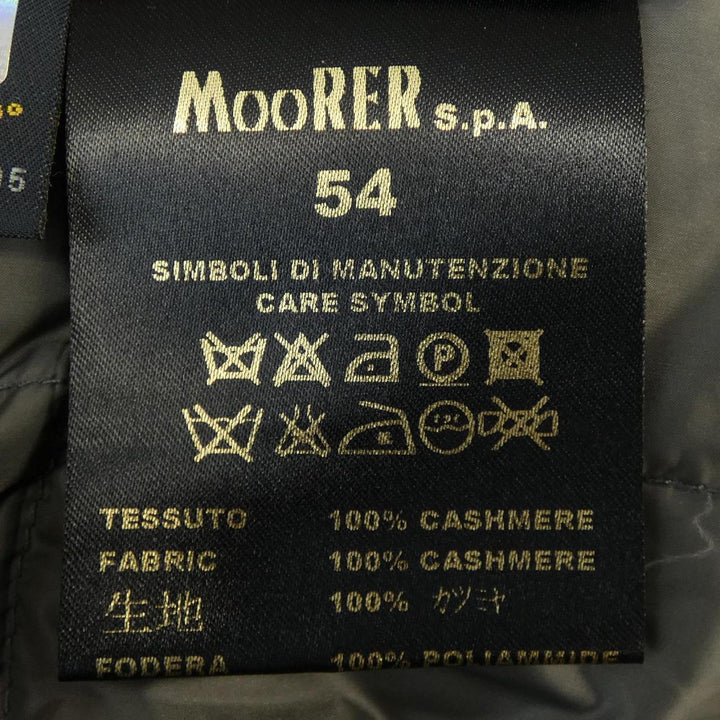 MooRER S.p.A.
54
SIMBOLI DI MANUTENZIONE
CARE SYMBOL
P
TESSUTO 100% CASHMERE
FABRIC 100% CASHMERE
生地 100% カツミヤ
FODERA 100% POLIAMMIDE